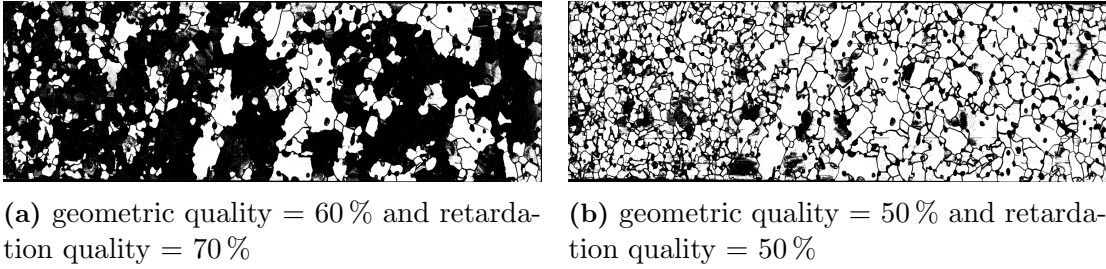 (a) geometric quality = 60 % and retarda-
tion quality = 70 %
(b) geometric quality = 50 % and retarda-
tion quality = 50 %